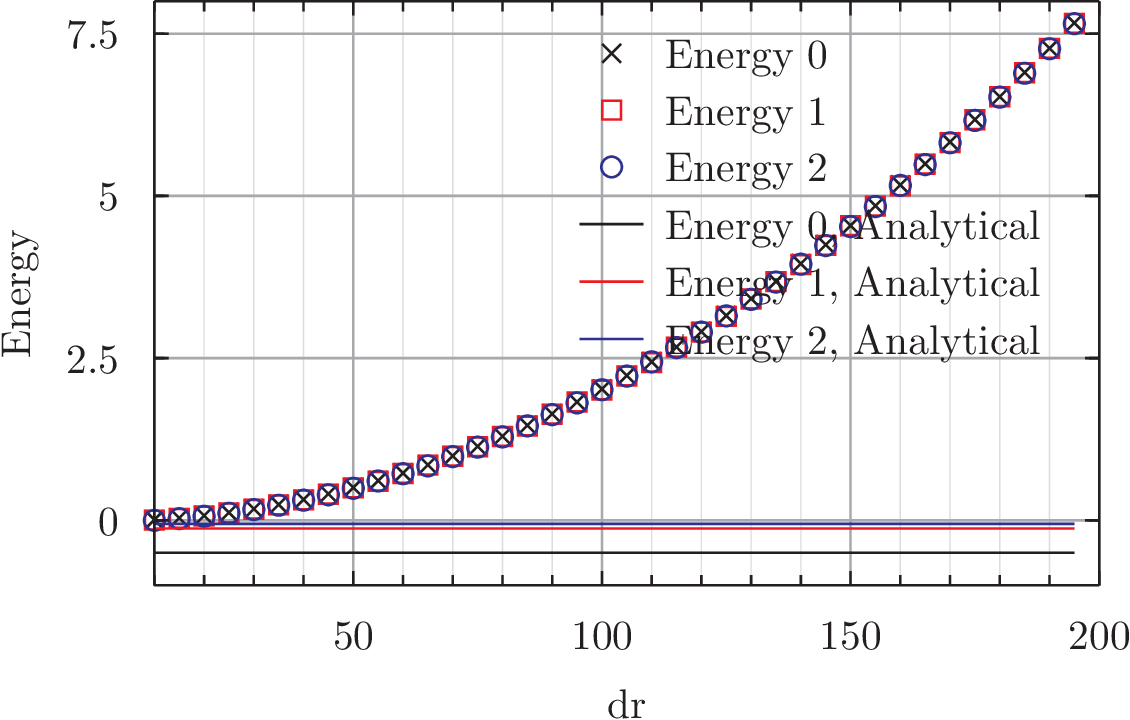 7.5
5
2.5
0
Energy
Energy 0
Energy 1
Energy 2
Energy 0, Analytical
Energy 1, Analytical
Energy 2, Analytical
50
100
150
200
dr